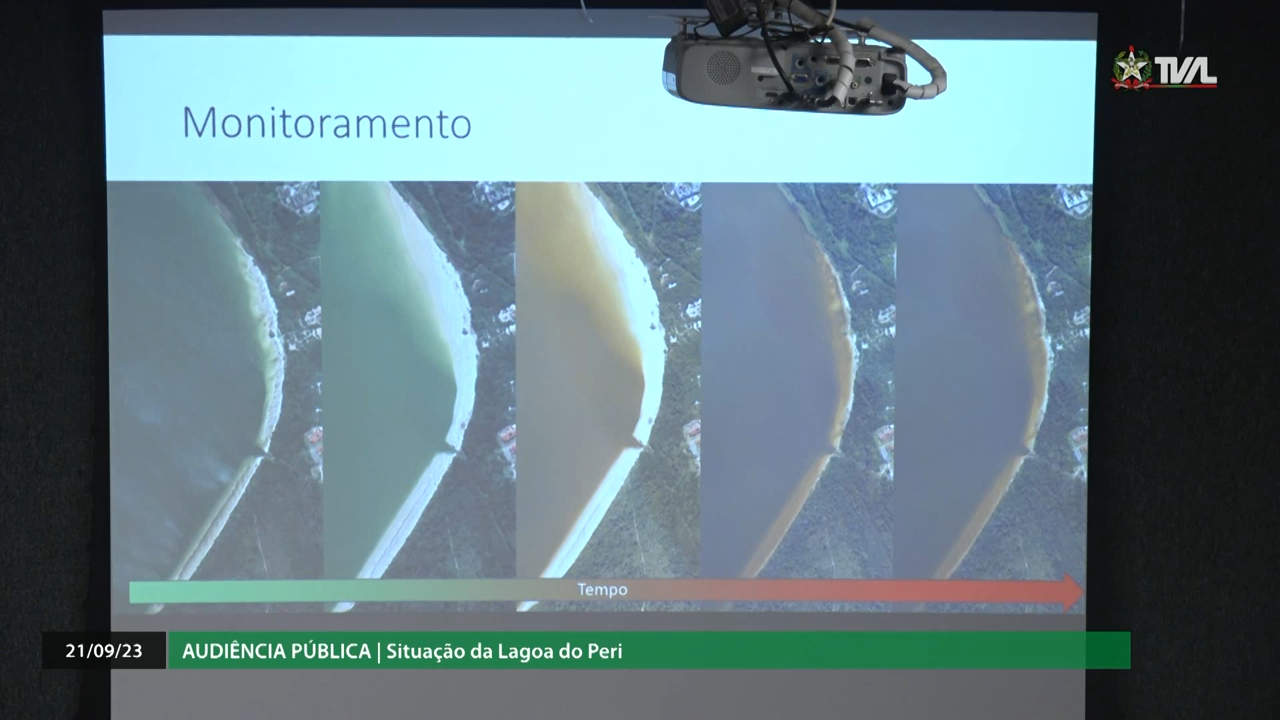 TVAL
Monitoramento
Tempo
21/09/23
AUDIÊNCIA PÚBLICA | Situação da Lagoa do Peri